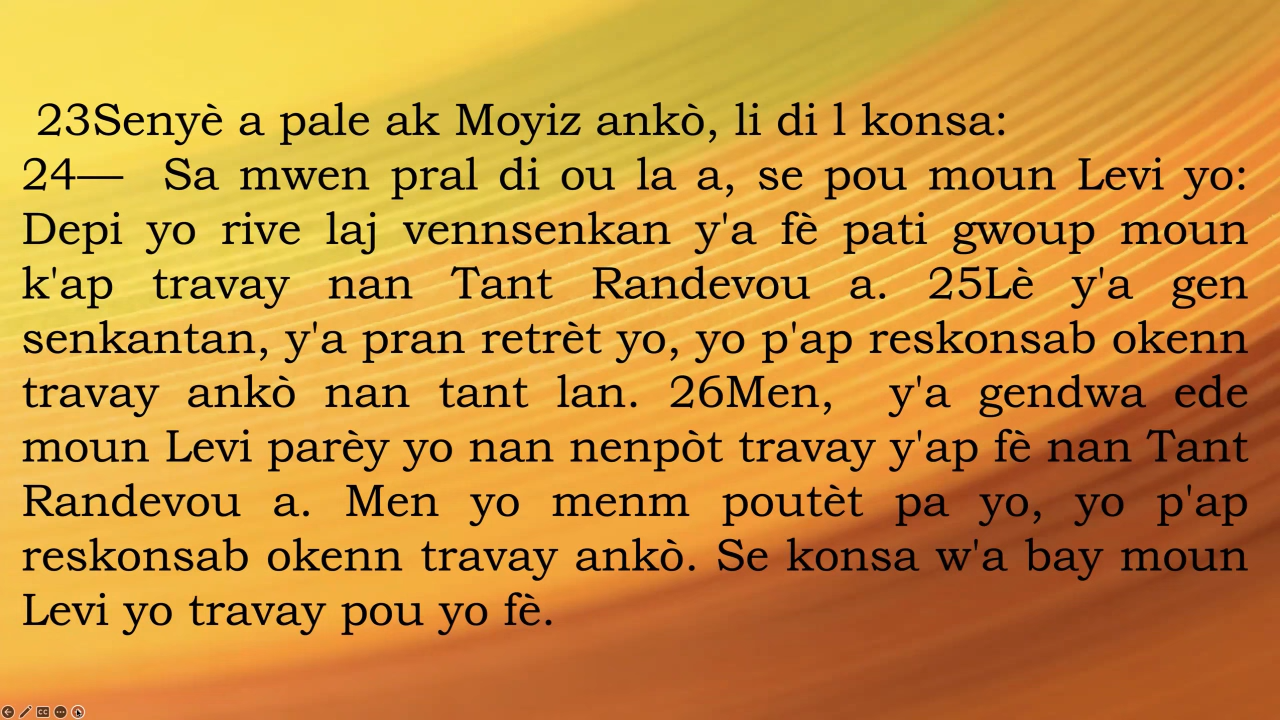 23Senyè a pale ak Moyiz ankò, li di l konsa:
24— Sa mwen pral di ou la a, se pou moun Levi yo:
Depi yo rive laj vennsenkan y'a fè pati gwoup moun
k'ap travay nan Tant Randevou a. 25Lè y'a gen
senkantan, y'a pran retrèt yo, yo p'ap reskonsab okenn
travay ankò nan tant lan. 26Men, y'a gendwa ede
moun Levi parèy yo nan nenpòt travay y'ap fè nan Tant
Randevou a. Men yo menm poutèt pa yo, yo p'ap
reskonsab okenn travay ankò. Se konsa w'a bay moun
Levi yo travay pou yo fè.